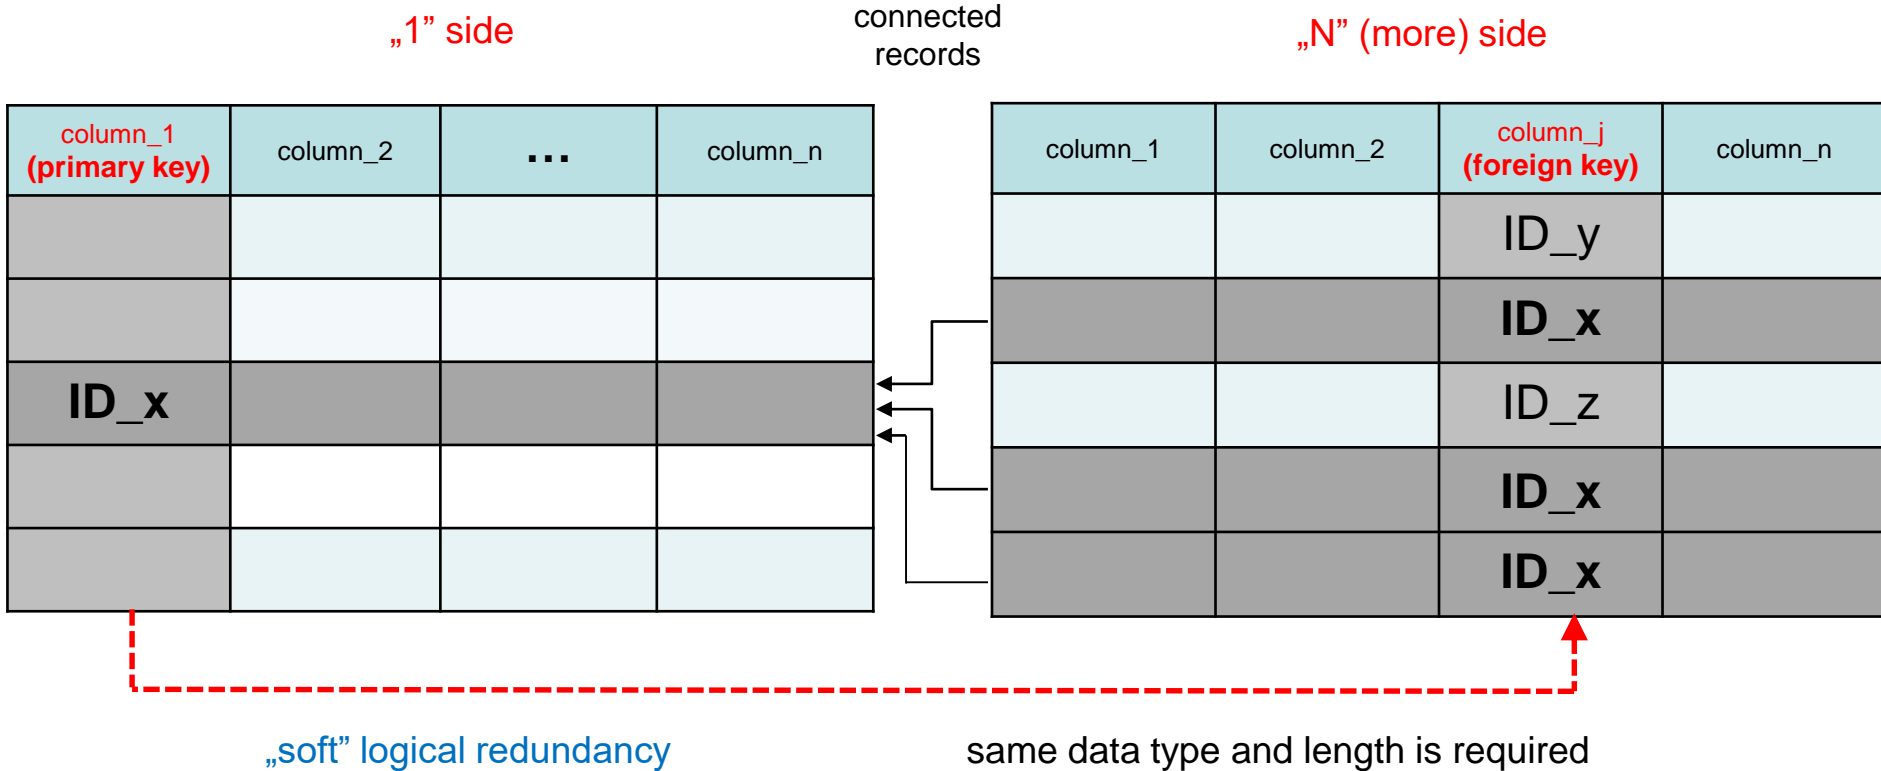 „1” side
connected
records
„N” (more) side
column_1
(primary key)
column_2
...
column_n
ID_x
column_1
column_2
column_j
(foreign key)
column_n
ID_y
ID_x
ID_z
ID_x
ID_x
„soft” logical redundancy
same data type and length is required